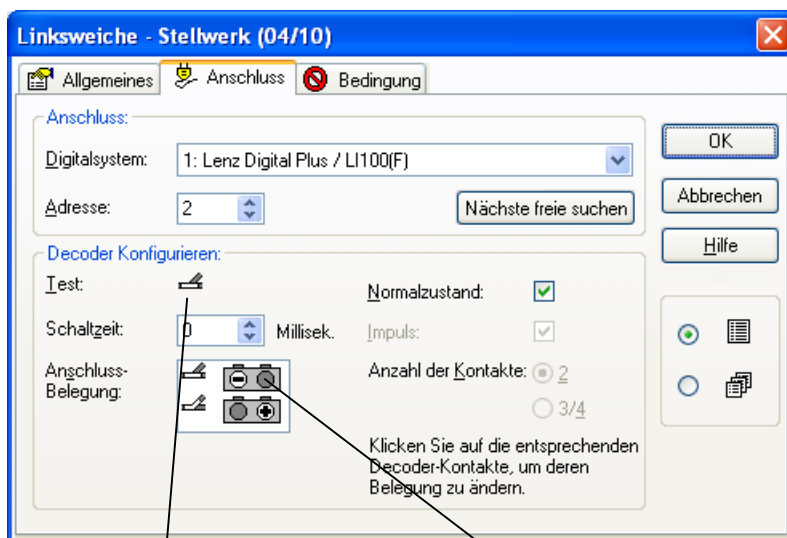 Linksweiche - Stellwerk (04/10)
Allgemeines Anschluss Bedingung
Anschluss:
Digitalsystem: 1: Lenz Digital Plus / LI100(F)
Adresse: 2 Nächste freie suchen
OK
Abbrechen
Hilfe
Decoder Konfigurieren:
Test:
Normalzustand:
Schaltzeit: 0 Millisek.
Impuls:
Anschluss-
Belegung:
Anzahl der Kontakte: 2
3/4
Klicken Sie auf die entsprechenden
Decoder-Kontakte, um deren
Belegung zu ändern.